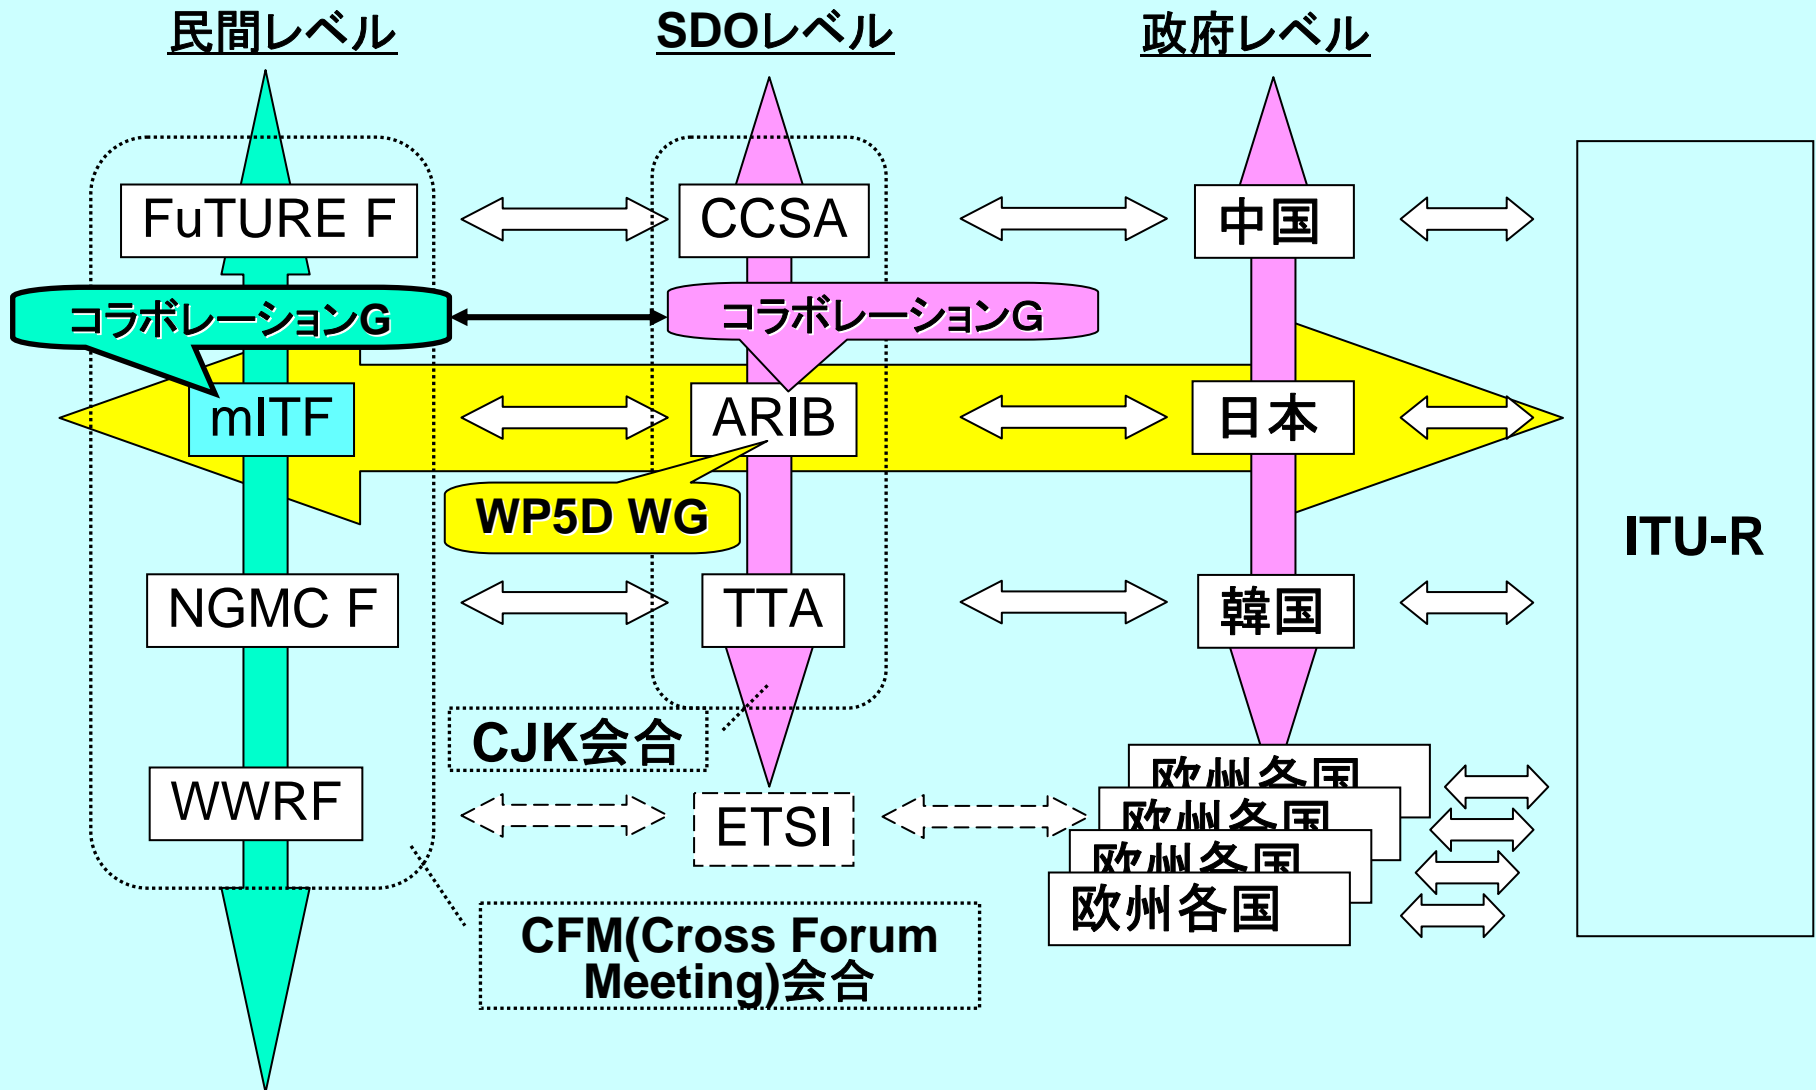 民間レベル
SDOレベル
政府レベル
FuTURE F
CCSA
中国
コラボレーションG
コラボレーションG
mITF
ARIB
日本
WP5D WG
ITU-R
NGMC F
TTA
韓国
CJK会合
WWRF
ETSI
欧州各国
欧州各国
欧州各国
欧州各国
CFM(Cross Forum
Meeting)会合